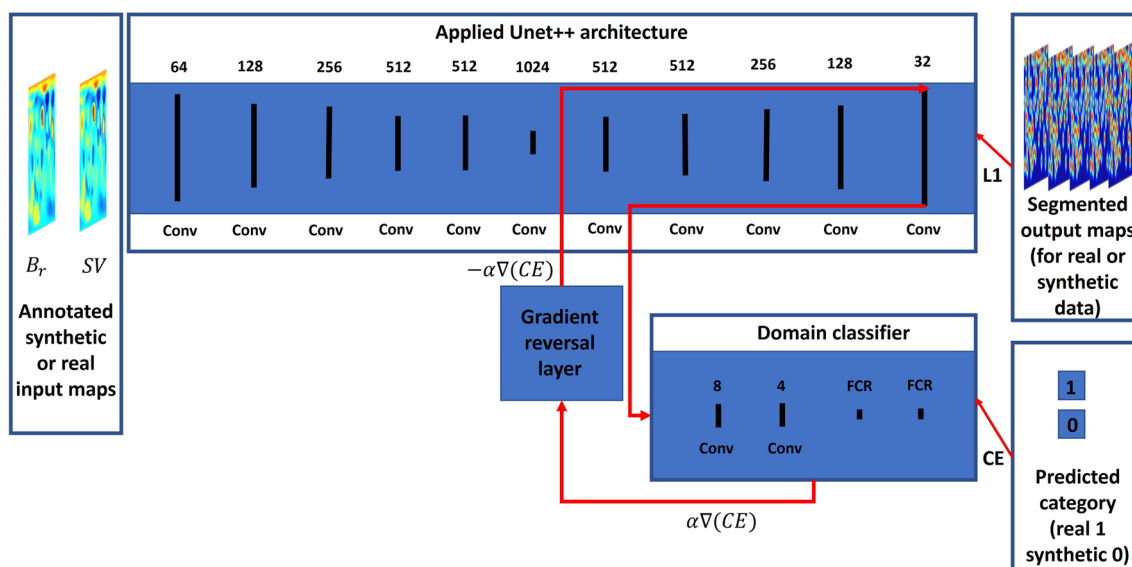 Applied Unet++ architecture
64 128 256 512 512 1024 512 512 256 128 32
Conv Conv Conv Conv Conv Conv Conv Conv Conv Conv Conv
B_r SV
Annotated
synthetic
or real
input maps
L1
Segmented
output maps
(for real or
synthetic
data)
−α∇(CE)
Gradient
reversal
layer
Domain classifier
8 4 FCR FCR
Conv Conv
α∇(CE)
CE
1
0
Predicted
category
(real 1
synthetic 0)